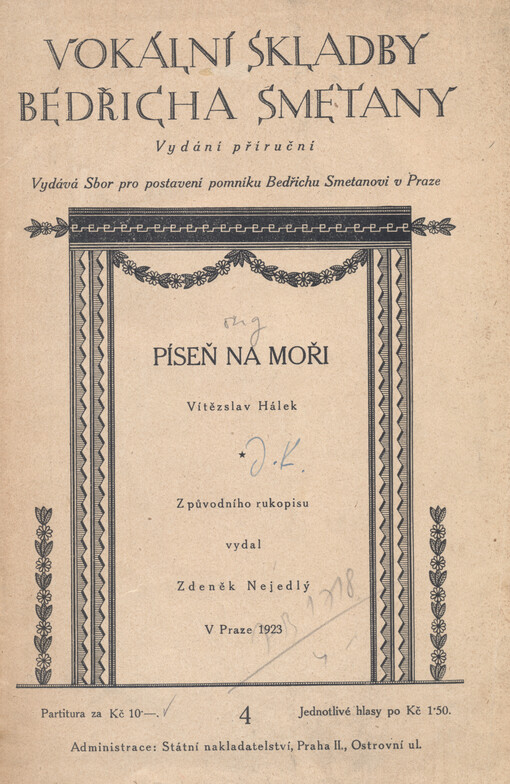 VOKÁLNÍ SKLADBY
BEDŘICHA SMETANY
Vydání příruční
Vydává Sbor pro postavení pomníku Bedřichu Smetanovi v Praze
PÍSEŇ NA MOŘI
Vítězslav Hálek
*
J. K.
Z původního rukopisu
vydal
Zdeněk Nejedlý
V Praze 1923
Partitura za Kč 10·—.
4
Jednotlivé hlasy po Kč 1·50.
Administrace: Státní nakladatelství, Praha II., Ostrovní ul.